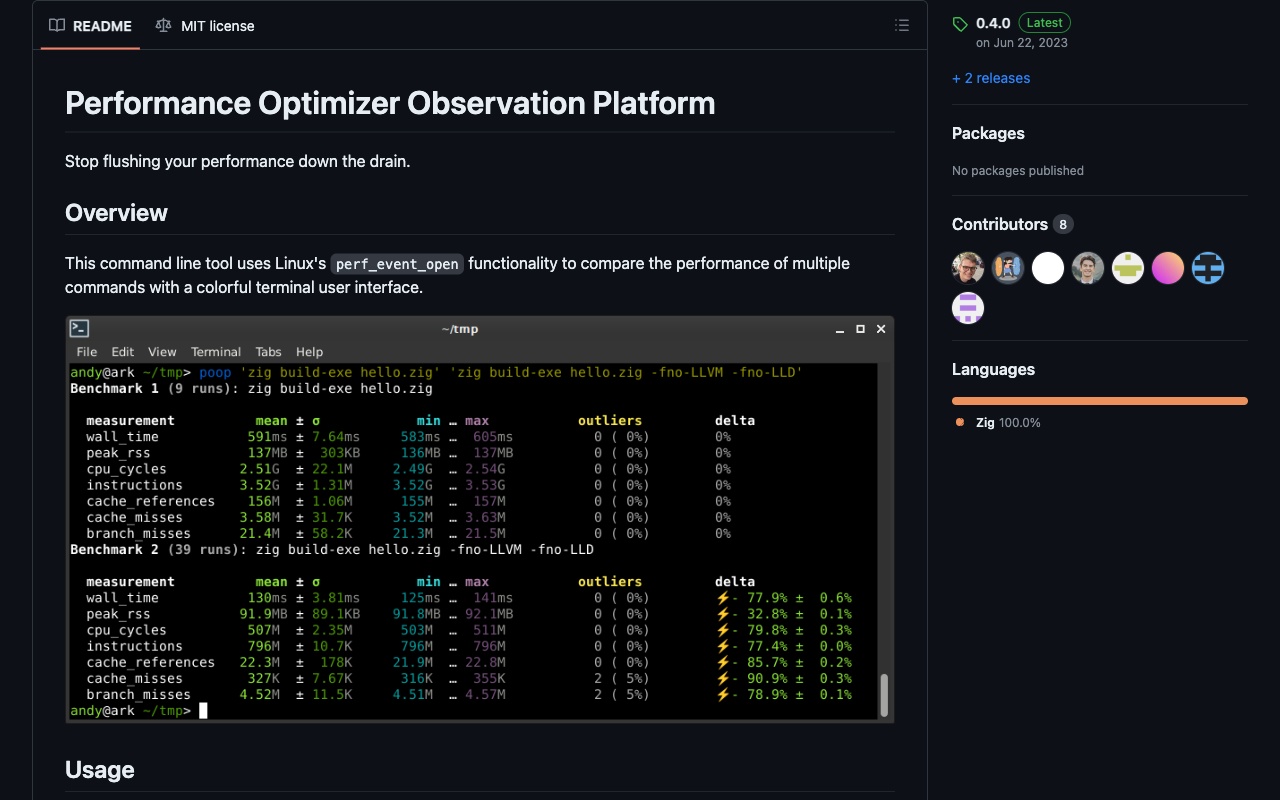 README
MIT license
Performance Optimizer Observation Platform
Stop flushing your performance down the drain.
Overview
This command line tool uses Linux's perf_event_open functionality to compare the performance of multiple
commands with a colorful terminal user interface.
~/tmp
File Edit View Terminal Tabs Help
andy@ark ~/tmp> poop 'zig build-exe hello.zig' 'zig build-exe hello.zig -fno-LLVM -fno-LLD'
Benchmark 1 (9 runs): zig build-exe hello.zig
measurement mean ± σ min … max outliers delta
wall_time 591ms ± 7.64ms 583ms … 605ms 0 ( 0%) 0%
peak_rss 137MB ± 303KB 136MB … 137MB 0 ( 0%) 0%
cpu_cycles 2.51G ± 22.1M 2.49G … 2.54G 0 ( 0%) 0%
instructions 3.52G ± 1.31M 3.52G … 3.53G 0 ( 0%) 0%
cache_references 156M ± 1.06M 155M … 157M 0 ( 0%) 0%
cache_misses 3.58M ± 31.7K 3.52M … 3.63M 0 ( 0%) 0%
branch_misses 21.4M ± 58.2K 21.3M … 21.5M 0 ( 0%) 0%
Benchmark 2 (39 runs): zig build-exe hello.zig -fno-LLVM -fno-LLD
measurement mean ± σ min … max outliers delta
wall_time 130ms ± 3.81ms 125ms … 141ms 0 ( 0%) ⚡- 77.9% ± 0.6%
peak_rss 91.9MB ± 89.1KB 91.8MB … 92.1MB 0 ( 0%) ⚡- 32.8% ± 0.1%
cpu_cycles 507M ± 2.35M 503M … 511M 0 ( 0%) ⚡- 79.8% ± 0.3%
instructions 796M ± 10.7K 796M … 796M 0 ( 0%) ⚡- 77.4% ± 0.0%
cache_references 22.3M ± 178K 21.9M … 22.8M 0 ( 0%) ⚡- 85.7% ± 0.2%
cache_misses 327K ± 7.67K 316K … 355K 2 ( 5%) ⚡- 90.9% ± 0.3%
branch_misses 4.52M ± 11.5K 4.51M … 4.57M 2 ( 5%) ⚡- 78.9% ± 0.1%
andy@ark ~/tmp>
Usage
0.4.0 Latest
on Jun 22, 2023
+ 2 releases
Packages
No packages published
Contributors 8
Languages
Zig 100.0%